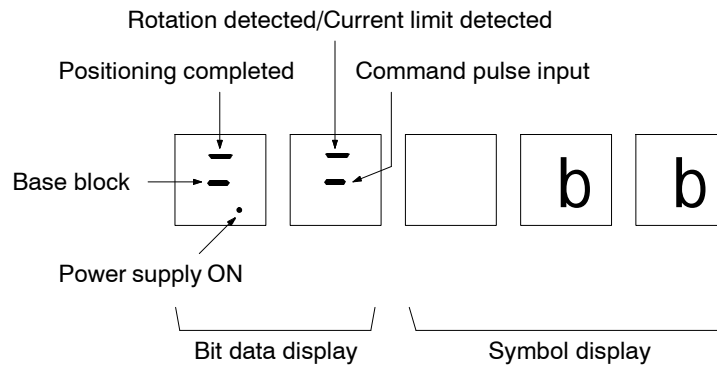 Rotation detected/Current limit detected
Positioning completed
Command pulse input
Base block
b b
Power supply ON
Bit data display Symbol display